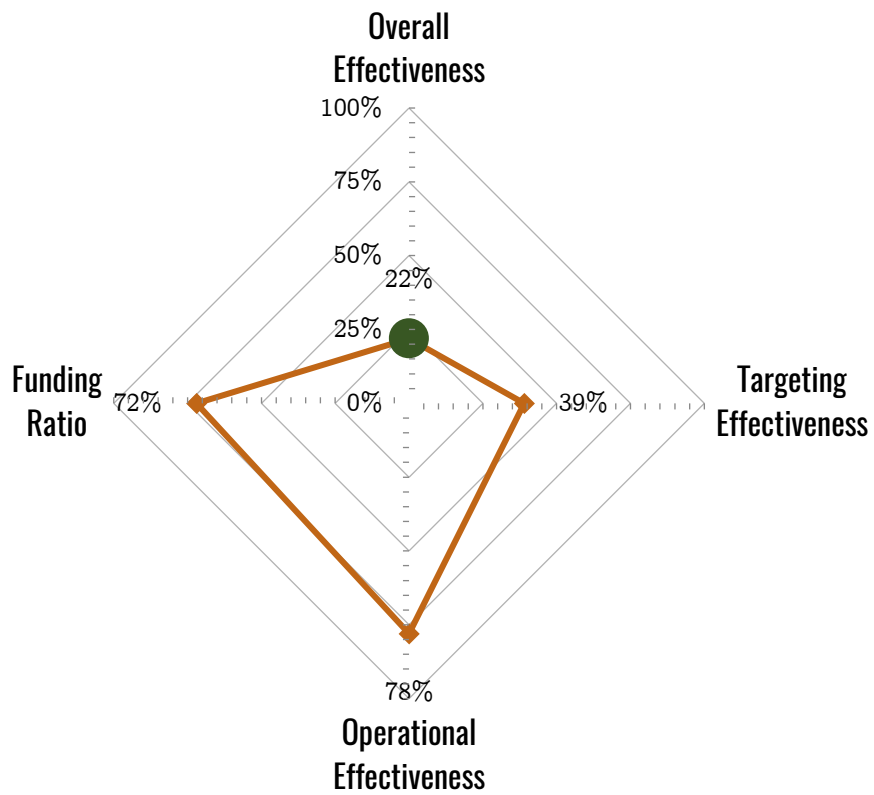 Overall
Effectiveness
100%
75%
50%
22%
25%
Funding
Ratio
72%
0%
39%
Targeting
Effectiveness
78%
Operational
Effectiveness